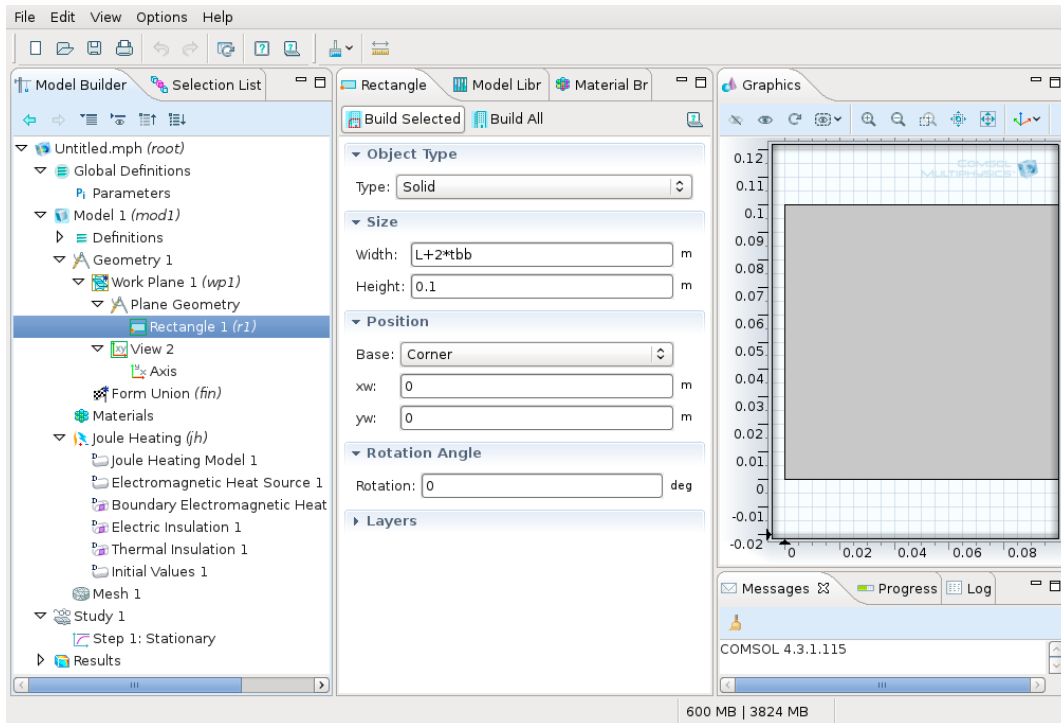 File Edit View Options Help
Model Builder Selection List
Untitled.mph (root)
Global Definitions
Pi Parameters
Model 1 (mod1)
Definitions
Geometry 1
Work Plane 1 (wp1)
Plane Geometry
Rectangle 1 (r1)
View 2
Axis
Form Union (fin)
Materials
Joule Heating (jh)
Joule Heating Model 1
Electromagnetic Heat Source 1
Boundary Electromagnetic Heat
Electric Insulation 1
Thermal Insulation 1
Initial Values 1
Mesh 1
Study 1
Step 1: Stationary
Results
Rectangle Model Libr Material Br
Build Selected Build All
Object Type
Type: Solid
Size
Width: L+2*tbb m
Height: 0.1 m
Position
Base: Corner
xw: 0 m
yw: 0 m
Rotation Angle
Rotation: 0 deg
Layers
Graphics
COMSOL
MULTIPHYSICS
0.12
0.11
0.1
0.09
0.08
0.07
0.06
0.05
0.04
0.03
0.02
0.01
0
-0.01
-0.02
0 0.02 0.04 0.06 0.08
Messages Progress Log
COMSOL 4.3.1.115
600 MB | 3824 MB